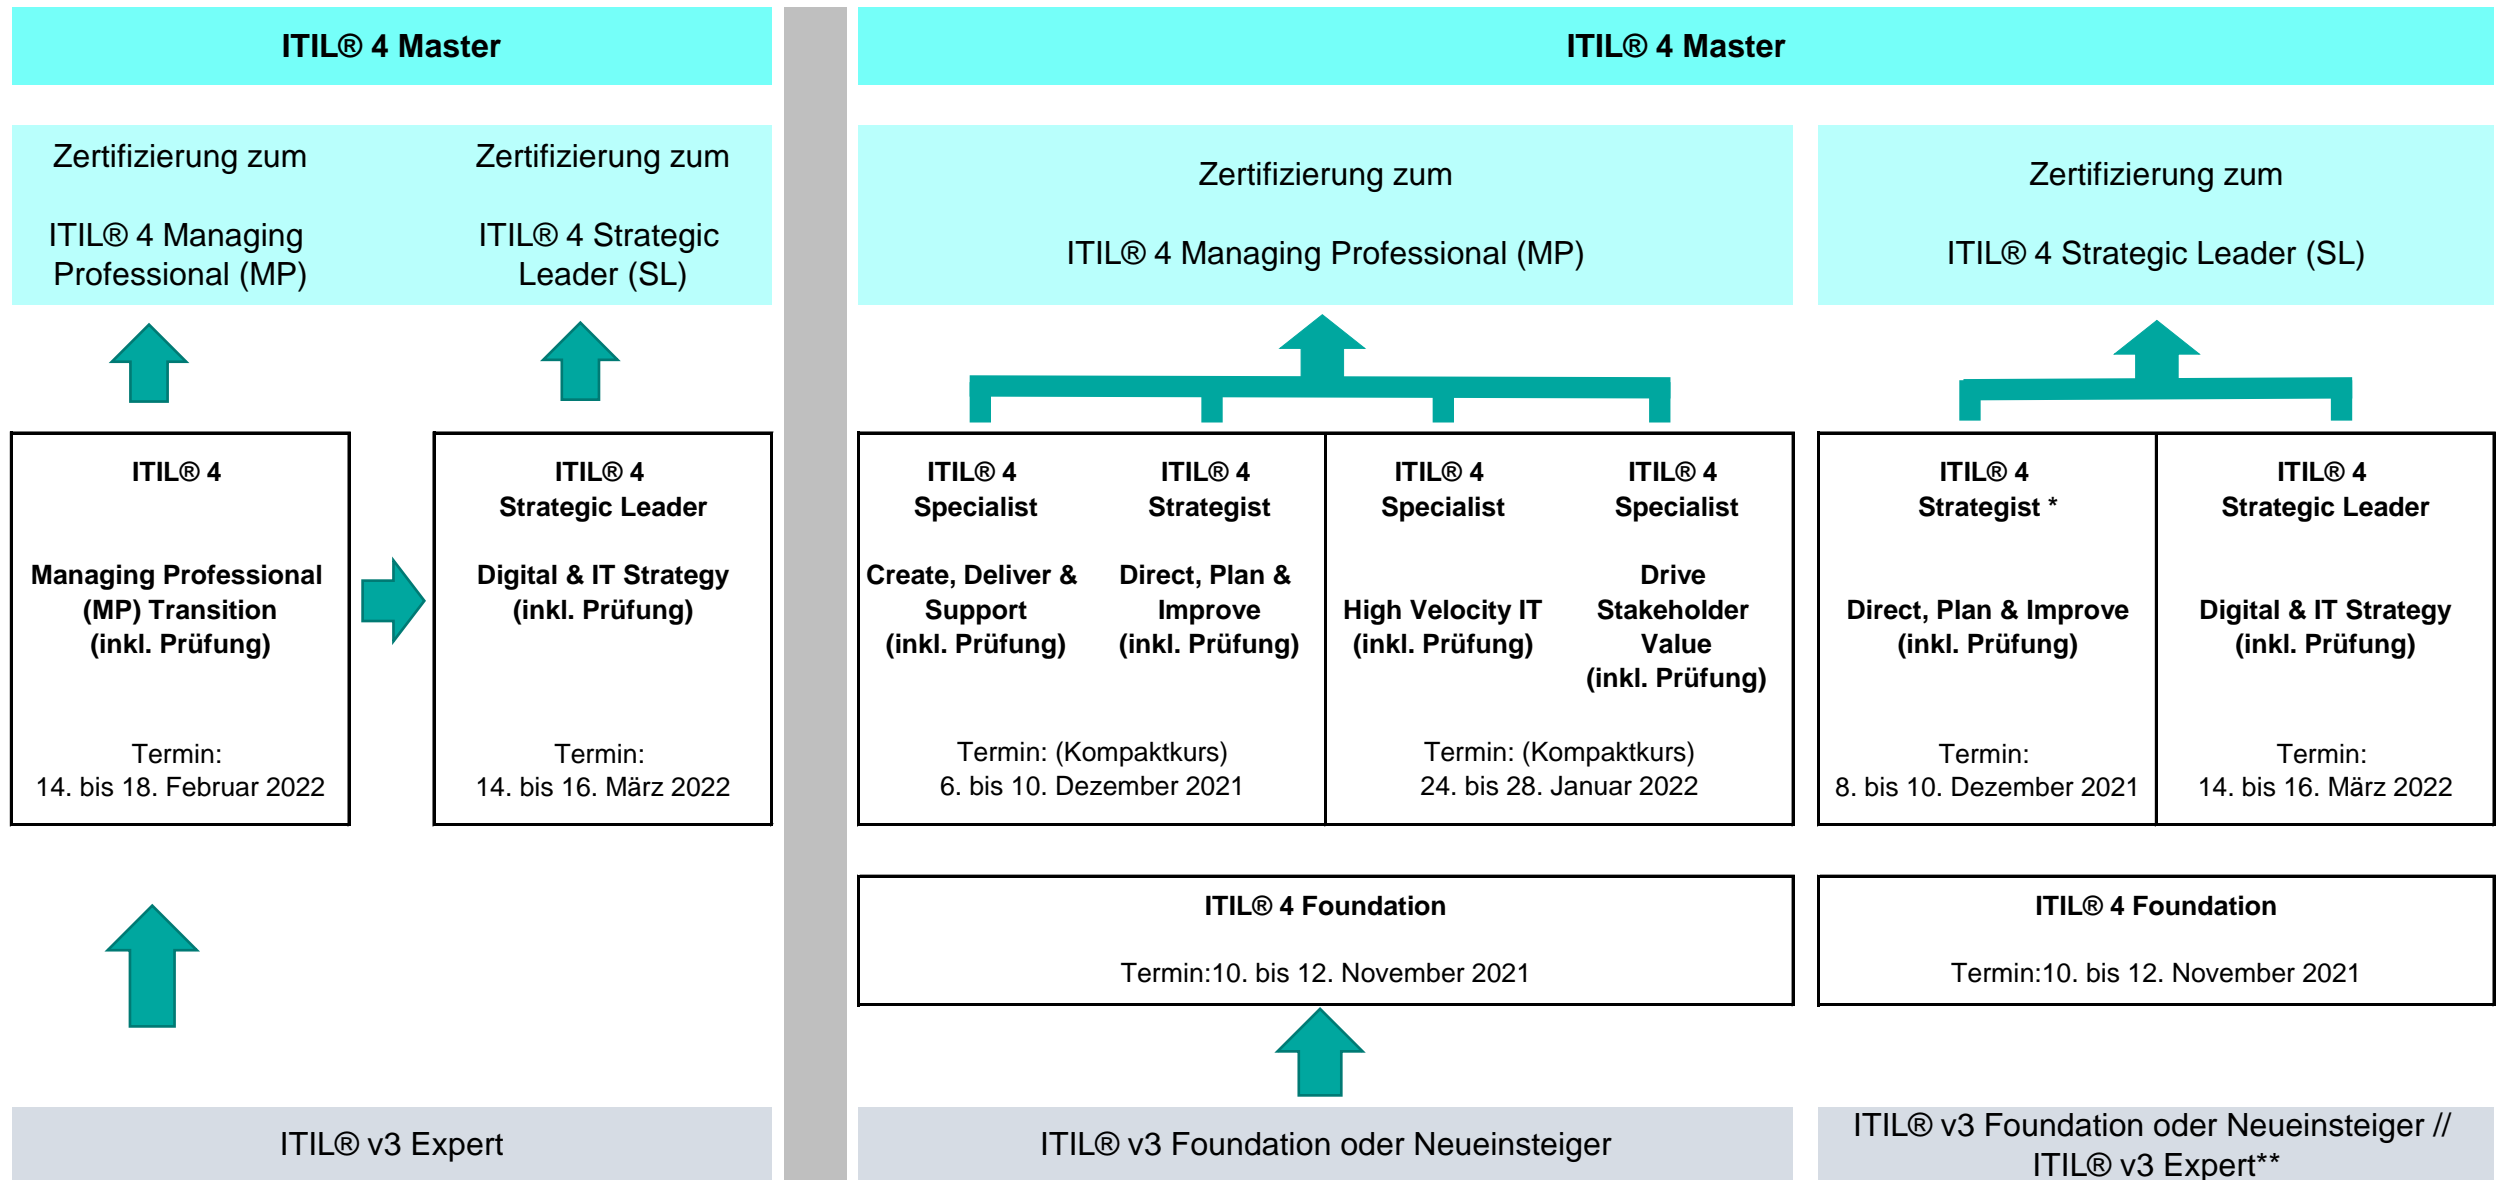 ITIL® 4 Master
Zertifizierung zum
ITIL® 4 Managing
Professional (MP)
Zertifizierung zum
ITIL® 4 Strategic
Leader (SL)
ITIL® 4
Managing Professional
(MP) Transition
(inkl. Prüfung)
Termin:
14. bis 18. Februar 2022
ITIL® 4
Strategic Leader
Digital & IT Strategy
(inkl. Prüfung)
Termin:
14. bis 16. März 2022
ITIL® v3 Expert
ITIL® 4 Master
Zertifizierung zum
ITIL® 4 Managing Professional (MP)
Zertifizierung zum
ITIL® 4 Strategic Leader (SL)
ITIL® 4
Specialist
Create, Deliver &
Support
(inkl. Prüfung)
ITIL® 4
Strategist
Direct, Plan &
Improve
(inkl. Prüfung)
Termin: (Kompaktkurs)
6. bis 10. Dezember 2021
ITIL® 4
Specialist
High Velocity IT
(inkl. Prüfung)
ITIL® 4
Specialist
Drive
Stakeholder
Value
(inkl. Prüfung)
Termin: (Kompaktkurs)
24. bis 28. Januar 2022
ITIL® 4
Strategist *
Direct, Plan & Improve
(inkl. Prüfung)
Termin:
8. bis 10. Dezember 2021
ITIL® 4
Strategic Leader
Digital & IT Strategy
(inkl. Prüfung)
Termin:
14. bis 16. März 2022
ITIL® 4 Foundation
Termin:10. bis 12. November 2021
ITIL® 4 Foundation
Termin:10. bis 12. November 2021
ITIL® v3 Foundation oder Neueinsteiger
ITIL® v3 Foundation oder Neueinsteiger //
ITIL® v3 Expert**